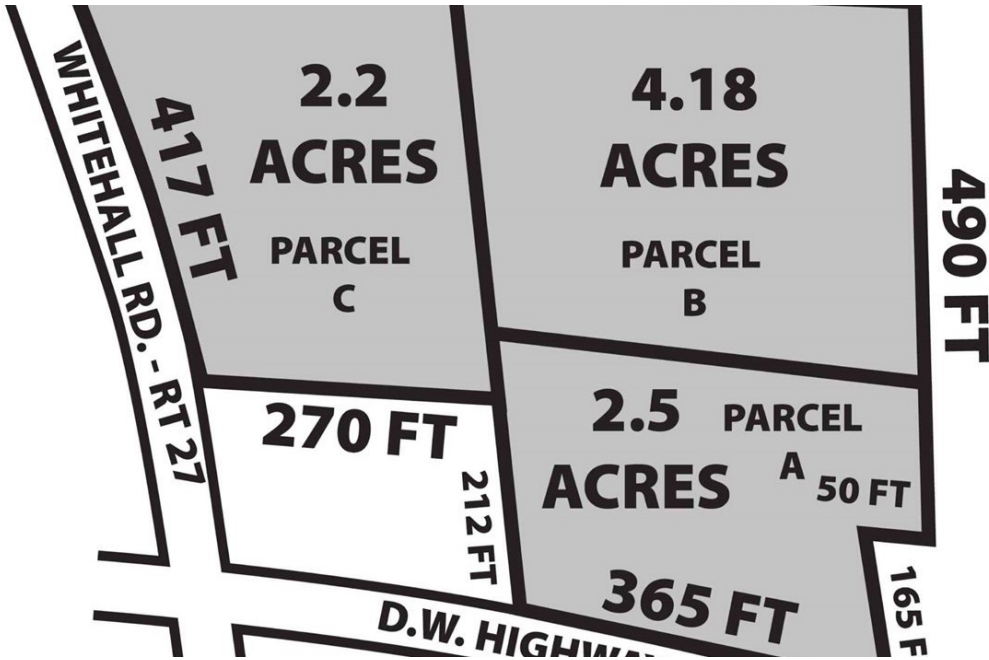 WHITEHALL RD. - RT 27
417 FT
2.2
ACRES
PARCEL
C
4.18
ACRES
PARCEL
B
490 FT
270 FT
212 FT
2.5
ACRES
PARCEL
A
50 FT
365 FT
165 F
D.W.